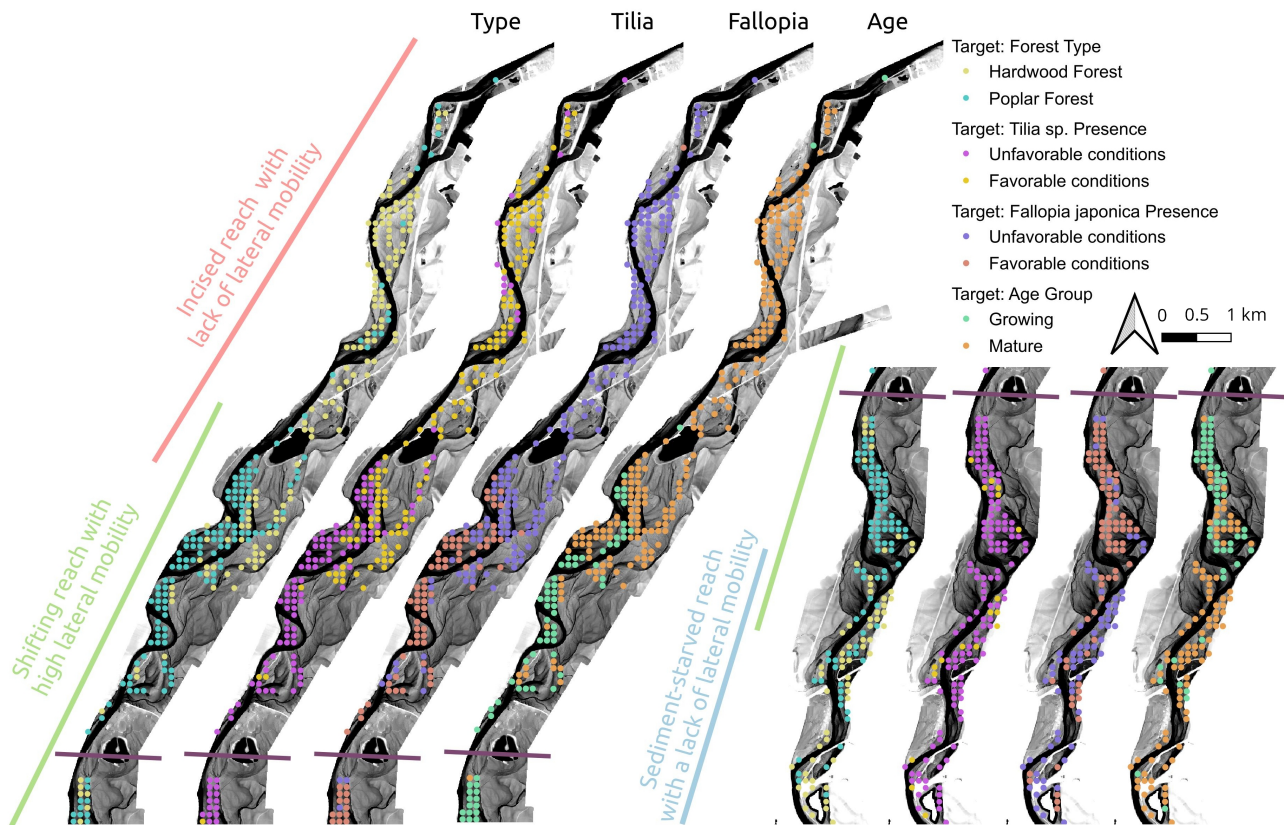 Type
Tilia
Fallopia
Age
Target: Forest Type
Hardwood Forest
Poplar Forest
Target: Tilia sp. Presence
Unfavorable conditions
Favorable conditions
Target: Fallopia japonica Presence
Unfavorable conditions
Favorable conditions
Target: Age Group
Growing
Mature
0 0.5 1 km
Incised reach with
lack of lateral mobility
Shifting reach with
high lateral mobility
Sediment-starved reach
with a lack of lateral mobility